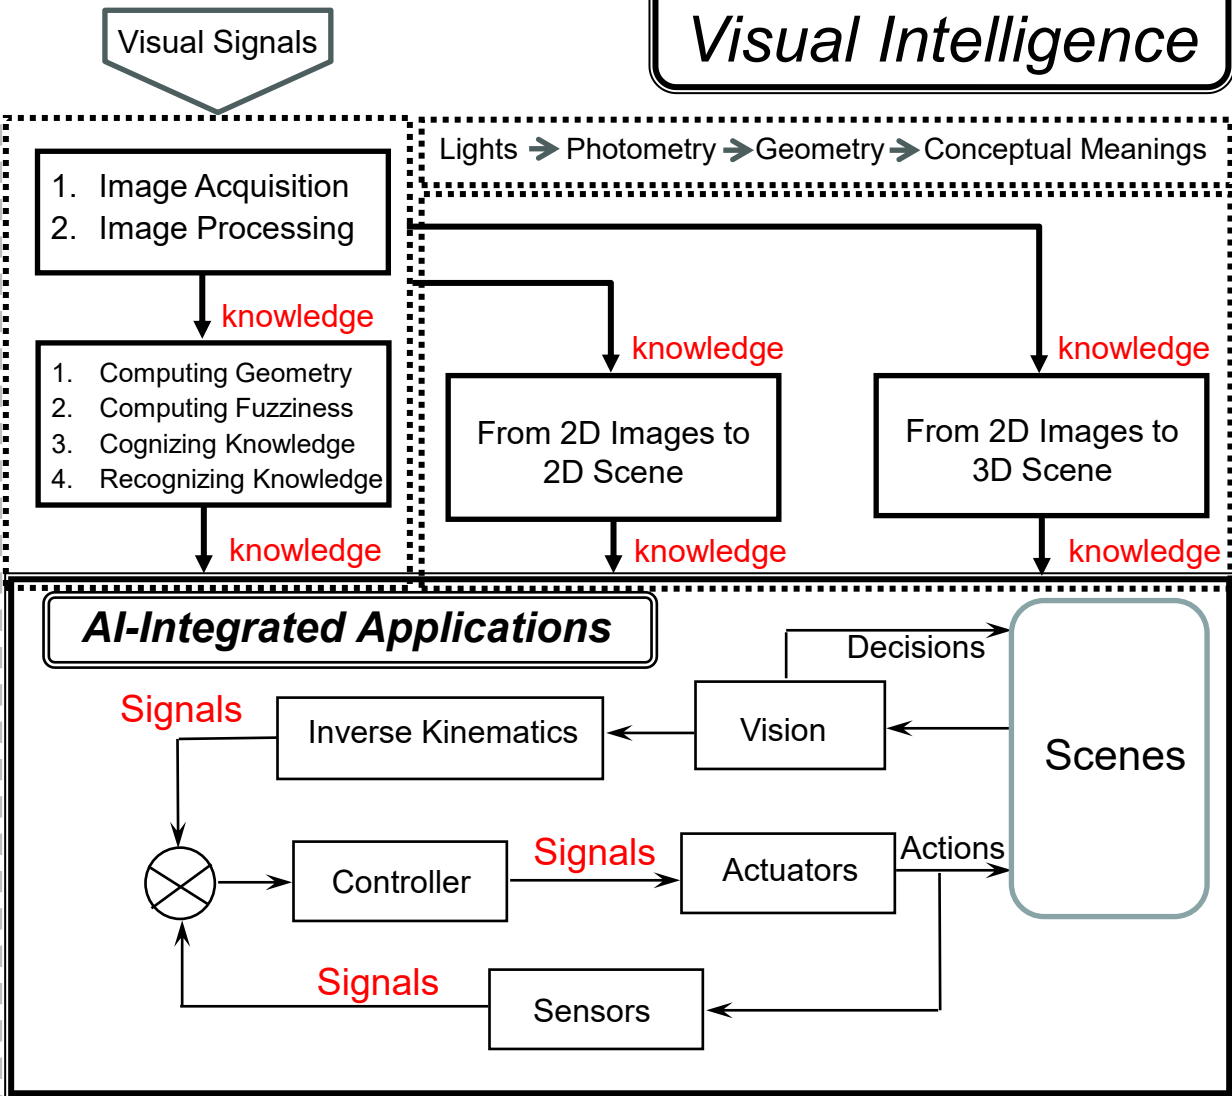 Visual Signals
Visual Intelligence
Lights → Photometry → Geometry → Conceptual Meanings
1. Image Acquisition
2. Image Processing
knowledge
1. Computing Geometry
2. Computing Fuzziness
3. Cognizing Knowledge
4. Recognizing Knowledge
knowledge
knowledge
From 2D Images to
2D Scene
knowledge
knowledge
From 2D Images to
3D Scene
knowledge
AI-Integrated Applications
Decisions
Signals
Inverse Kinematics
Vision
Scenes
Controller
Signals
Actuators
Actions
Signals
Sensors